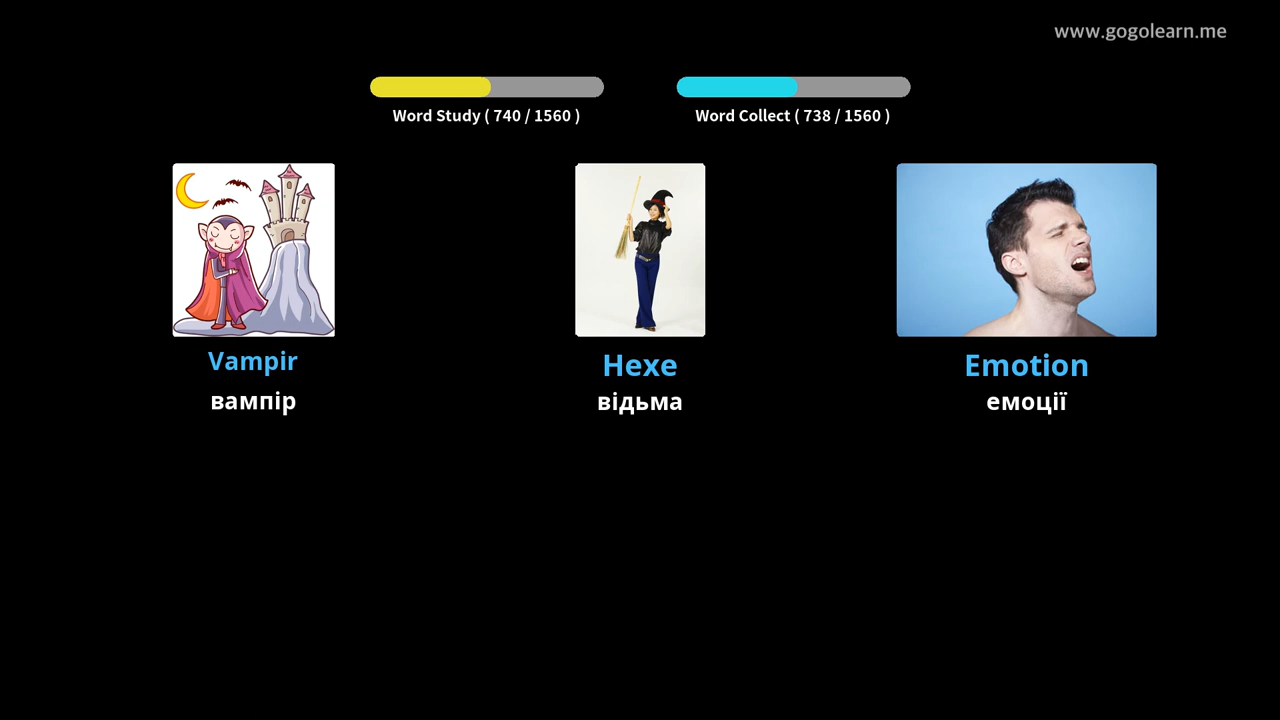 www.gogolearn.me
Word Study ( 740 / 1560 )
Word Collect ( 738 / 1560 )
Vampir
Hexe
Emotion
вампір
відьма
емоції